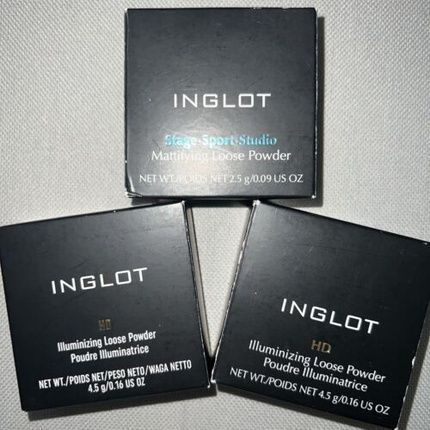 INGLOT
Stage Sport Studio
Mattifying Loose Powder
NET WT./POIDS NET 2.5 g/0.09 US OZ
INGLOT
HD
Illuminizing Loose Powder
Poudre Illuminatrice
NET WT./POIDS NET/PESO NETO/WAGA NETTO
4.5 g/0.16 US OZ
INGLOT
HD
Illuminizing Loose Powder
Poudre Illuminatrice
NET WT./POIDS NET 4.5 g/0.16 US OZ